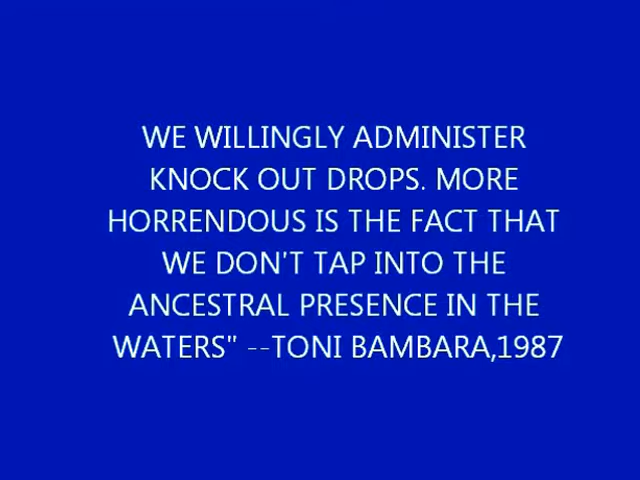 WE WILLINGLY ADMINISTER
KNOCK OUT DROPS. MORE
HORRENDOUS IS THE FACT THAT
WE DON'T TAP INTO THE
ANCESTRAL PRESENCE IN THE
WATERS" --TONI BAMBARA,1987